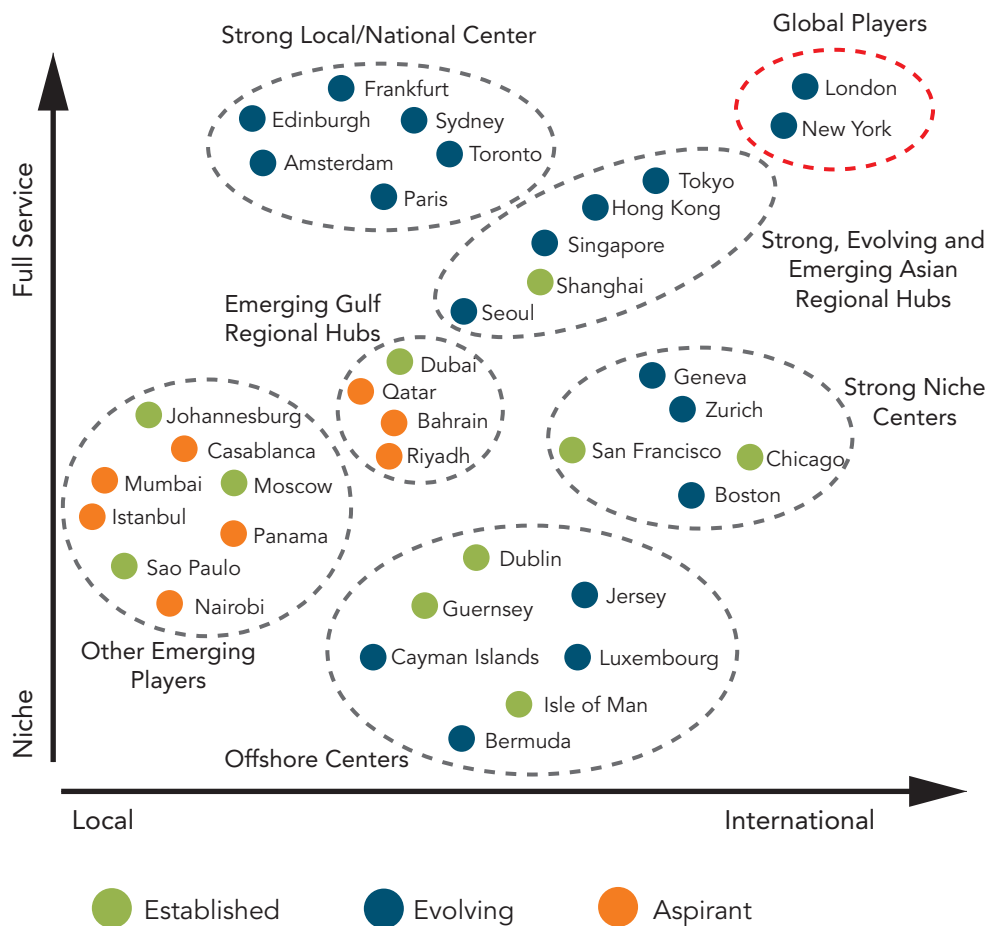 Global Players
Strong Local/National Center
London
New York
Frankfurt
Edinburgh
Sydney
Toronto
Amsterdam
Paris
Tokyo
Hong Kong
Singapore
Shanghai
Seoul
Strong, Evolving and
Emerging Asian
Regional Hubs
Full Service
Emerging Gulf
Regional Hubs
Dubai
Qatar
Bahrain
Riyadh
Geneva
Zurich
San Francisco
Chicago
Boston
Strong Niche
Centers
Johannesburg
Casablanca
Mumbai
Moscow
Istanbul
Panama
Sao Paulo
Nairobi
Other Emerging
Players
Dublin
Jersey
Guernsey
Cayman Islands
Luxembourg
Isle of Man
Bermuda
Offshore Centers
Niche
Local
International
Established
Evolving
Aspirant